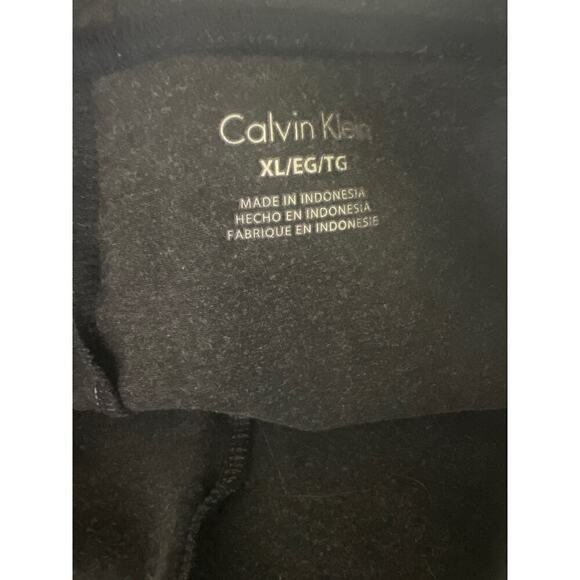 Calvin Klein
XL/EG/TG
MADE IN INDONESIA
HECHO EN INDONESIA
FABRIQUE EN INDONESIE